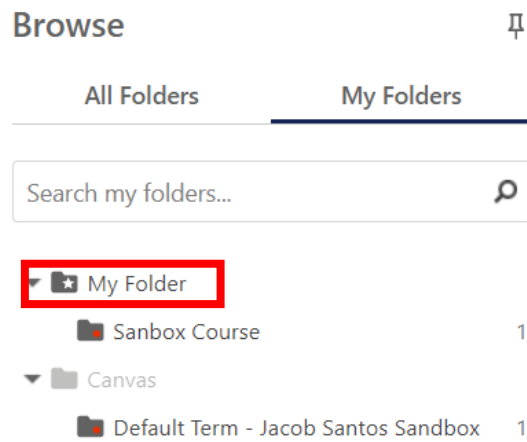 Browse
All Folders My Folders
Search my folders...
My Folder
Sanbox Course 1
Canvas
Default Term - Jacob Santos Sandbox 1